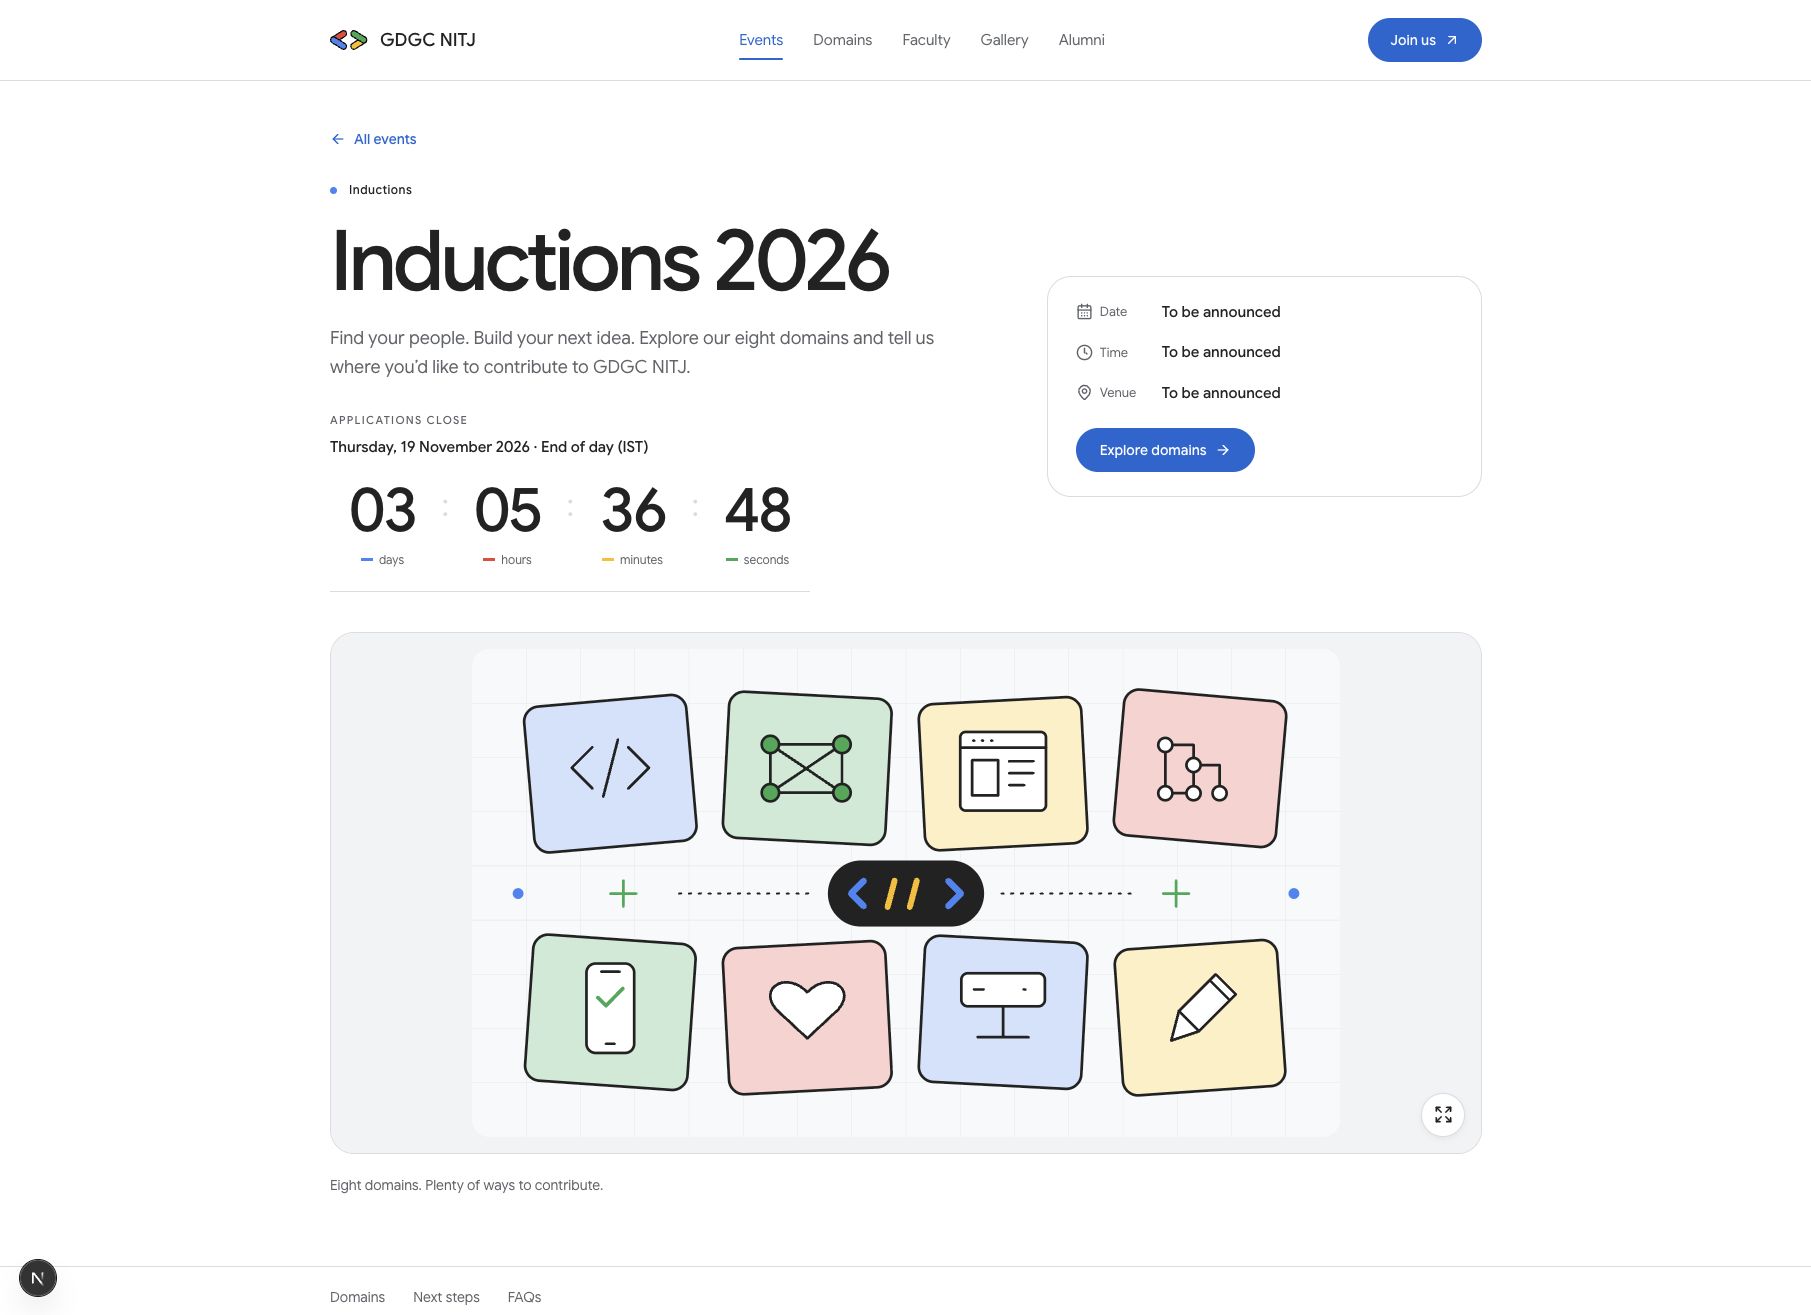 GDGC NITJ
Events
Domains
Faculty
Gallery
Alumni
Join us
All events
Inductions
Inductions 2026
Find your people. Build your next idea. Explore our eight domains and tell us
where you’d like to contribute to GDGC NITJ.
APPLICATIONS CLOSE
Thursday, 19 November 2026 · End of day (IST)
03 : 05 : 36 : 48
days hours minutes seconds
Date To be announced
Time To be announced
Venue To be announced
Explore domains
Eight domains. Plenty of ways to contribute.
N
Domains
Next steps
FAQs